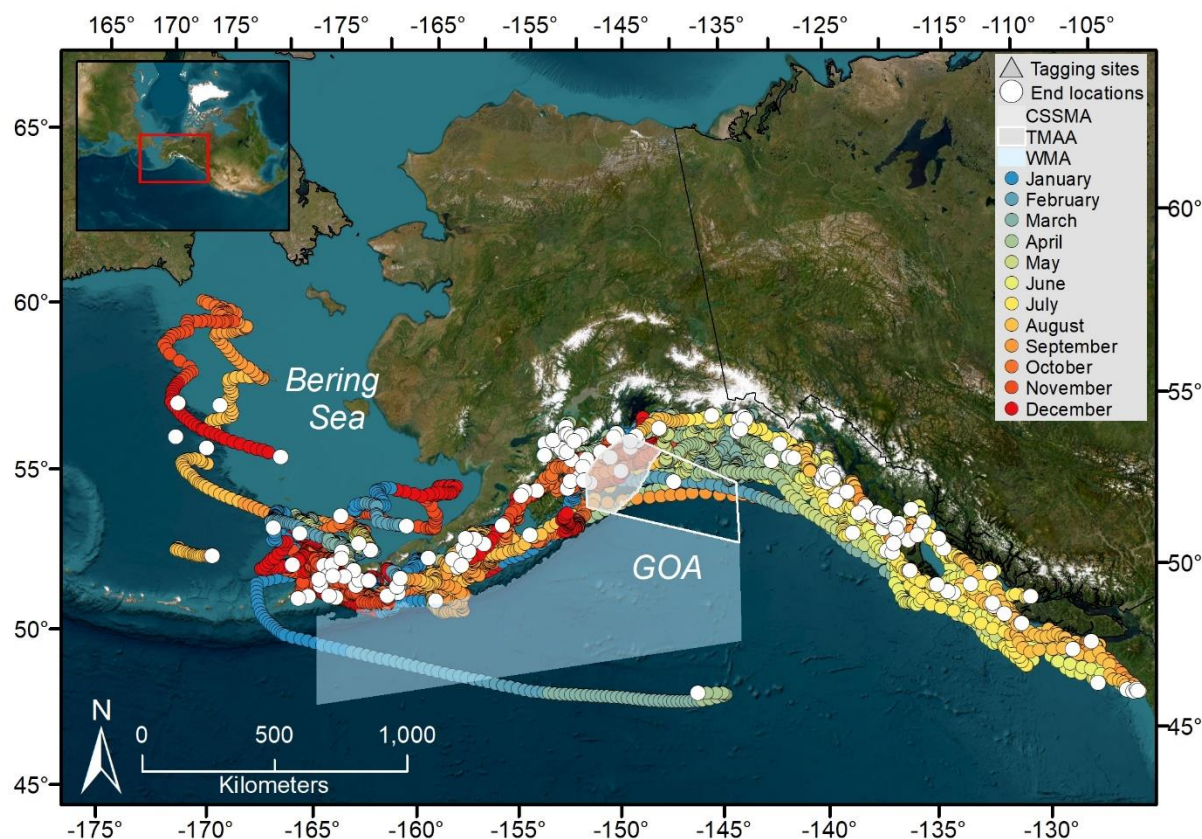 165° 170° 175° -175° -165° -155° -145° -135° -125° -115° -105°
Tagging sites
End locations
CSSMA
TMAA
WMA
January
February
March
April
May
June
July
August
September
October
November
December
65°
60°
55°
50°
45°
60°
55°
50°
45°
Bering
Sea
GOA
N
0 500 1,000
Kilometers
-175° -170° -165° -160° -155° -150° -145° -140° -135° -130°